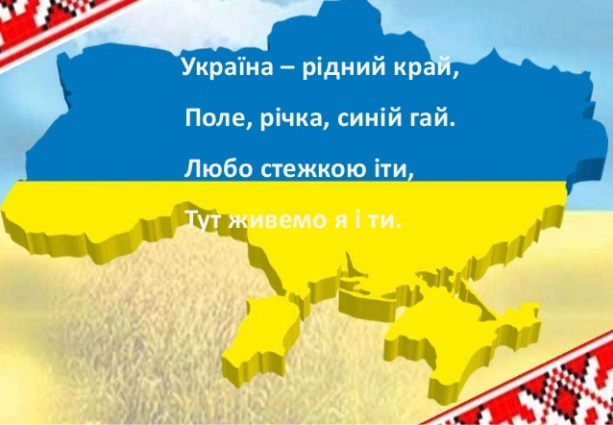 Україна – рідний край,
Поле, річка, синій гай.
Любо стежкою іти,
Тут живемо я і ти.